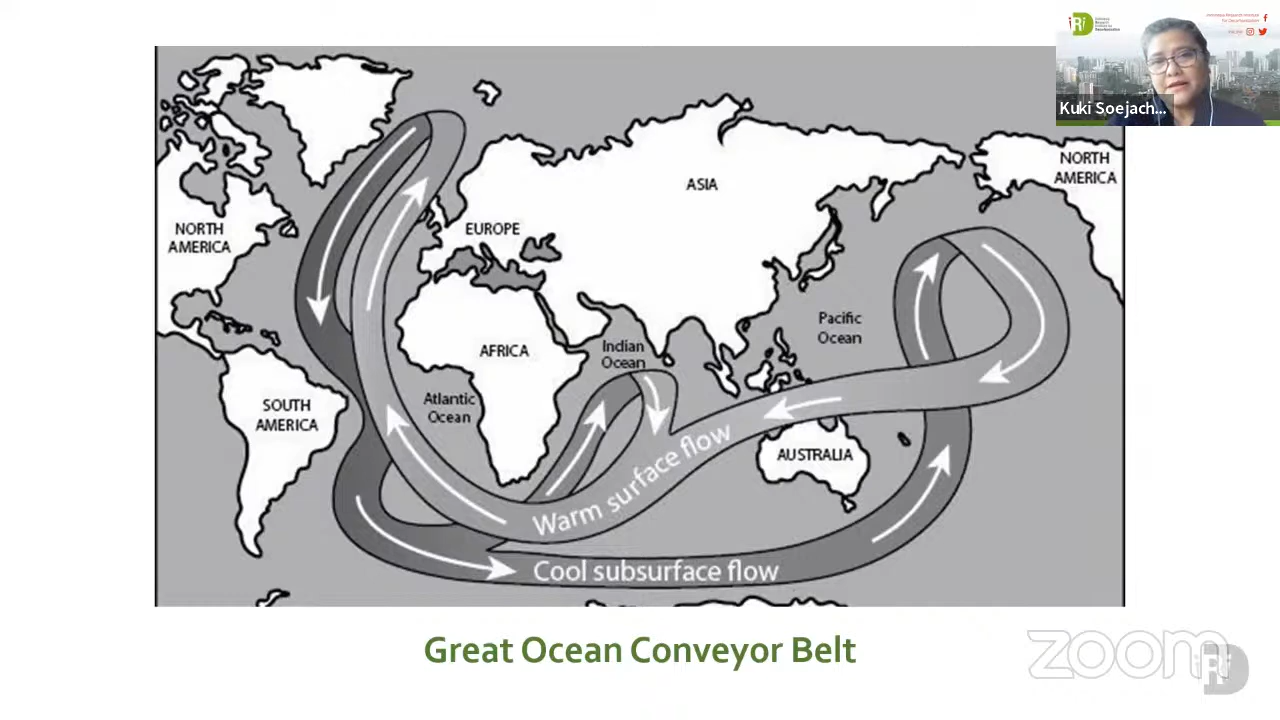 Kuki Soejach...
NORTH
AMERICA
ASIA
NORTH
AMERICA
EUROPE
Pacific
Ocean
Indian
Ocean
AFRICA
Atlantic
Ocean
SOUTH
AMERICA
AUSTRALIA
Warm surface flow
Cool subsurface flow
Great Ocean Conveyor Belt
zoom
iRiD